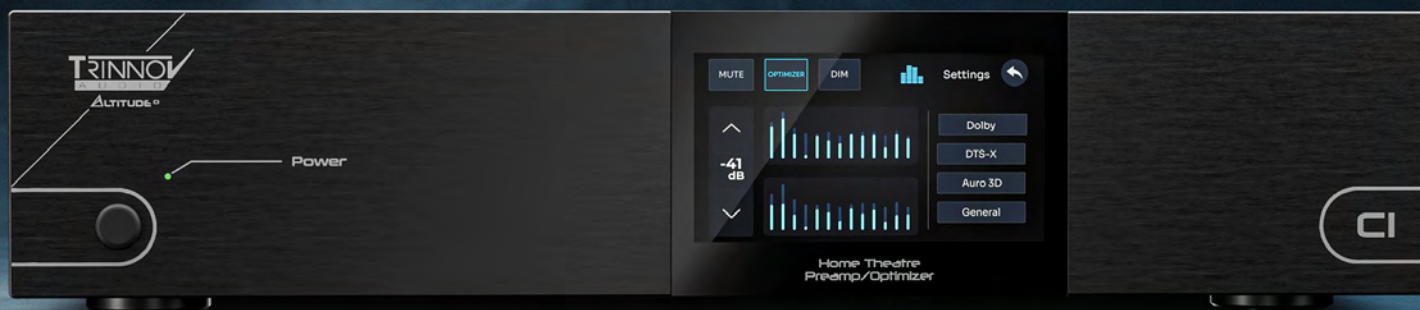 TRINNOV
AUDIO
ALTITUDE CI
Power
MUTE
OPTIMIZER
DIM
Settings
-41
dB
Dolby
DTS-X
Auro 3D
General
Home Theatre
Preamp/Optimizer
CI